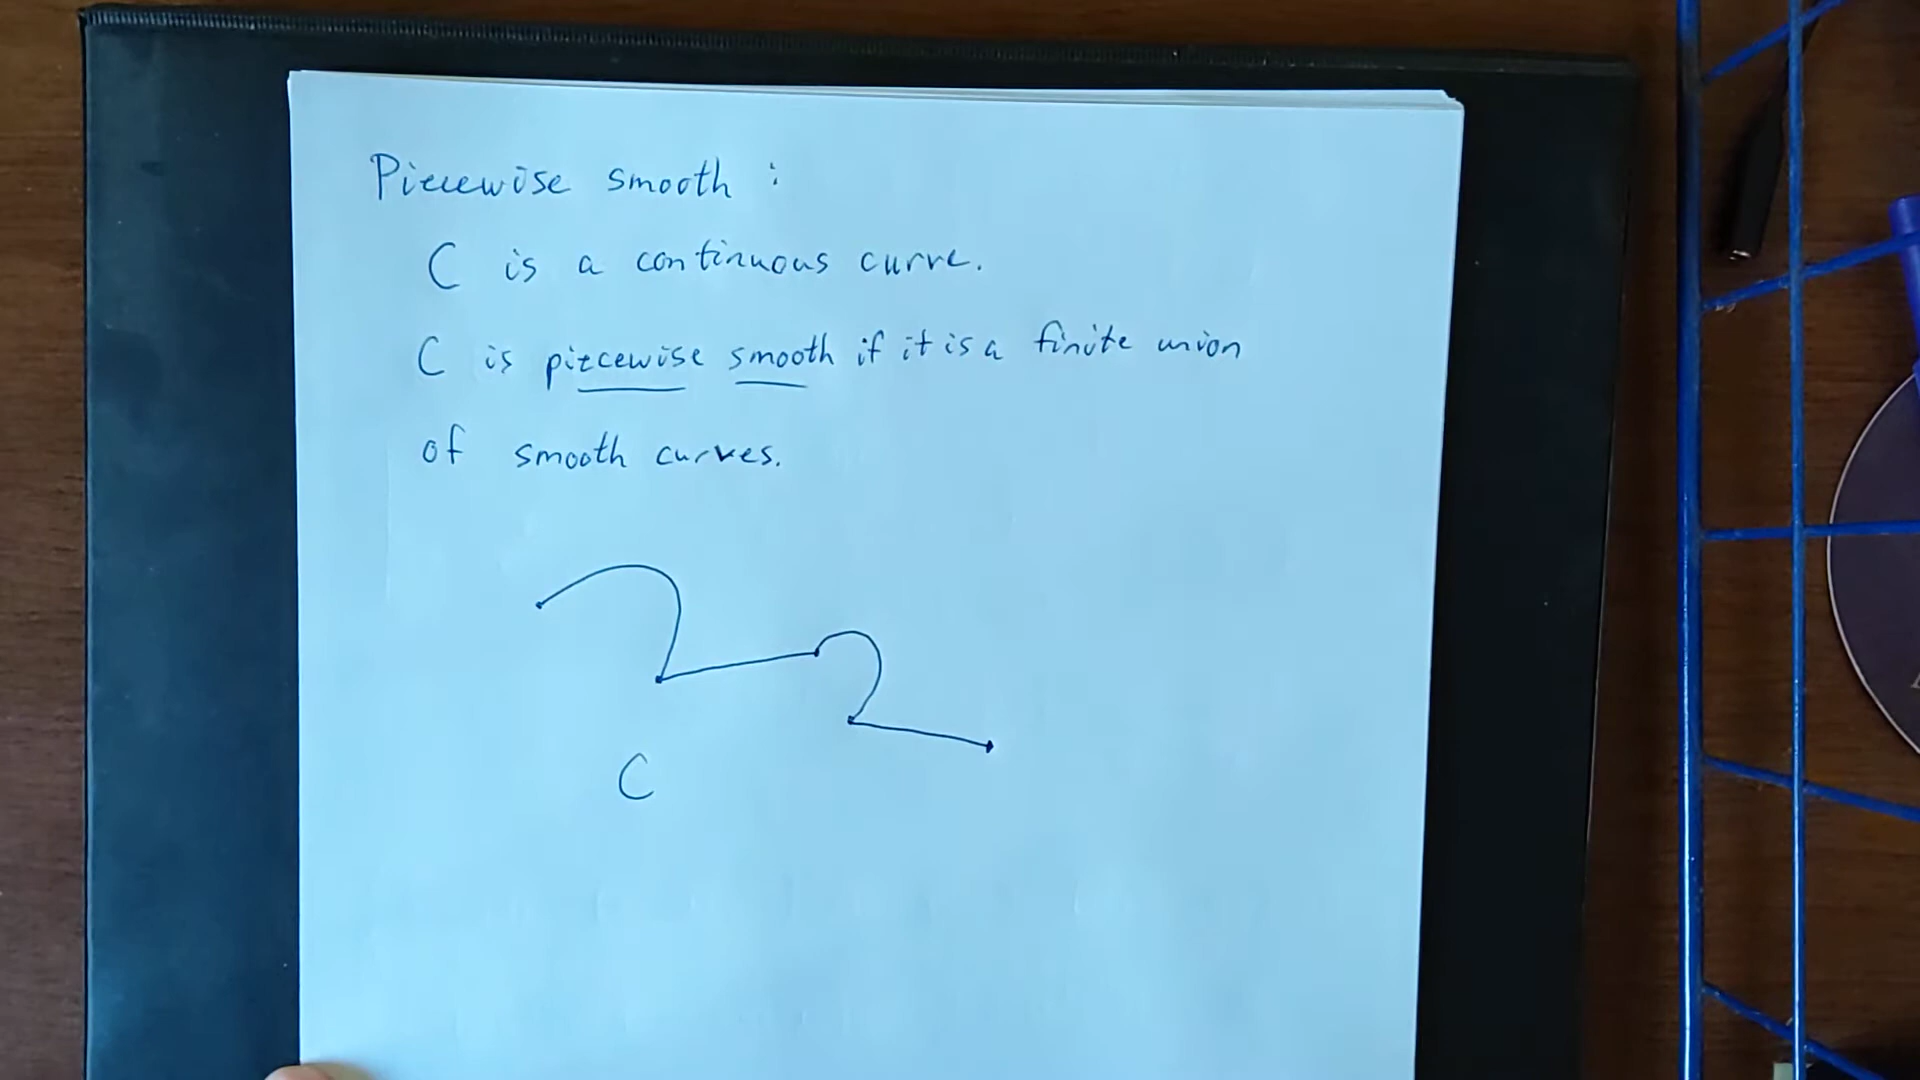 Piecewise smooth :
C is a continuous curve.
C is piecewise smooth if it is a finite union
of smooth curves.
C